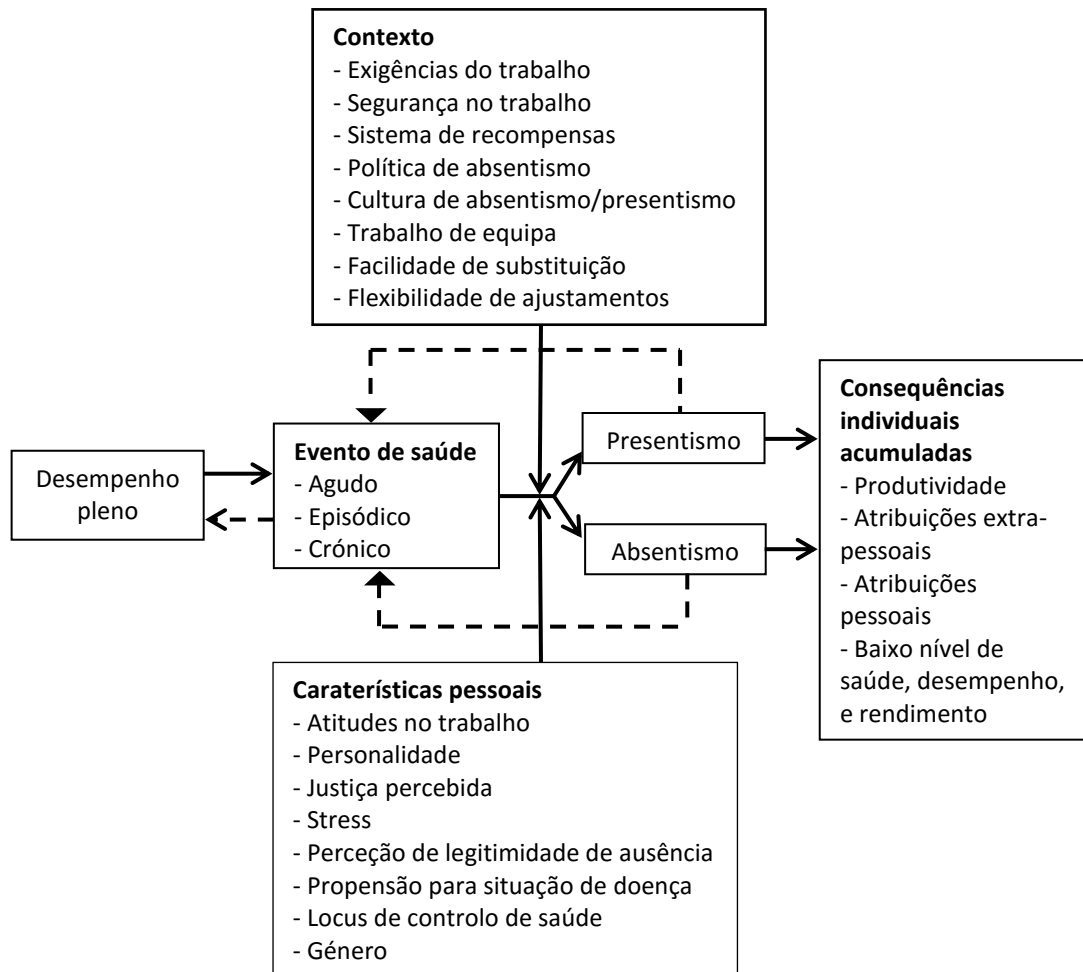 Contexto
- Exigências do trabalho
- Segurança no trabalho
- Sistema de recompensas
- Política de absentismo
- Cultura de absentismo/presentismo
- Trabalho de equipa
- Facilidade de substituição
- Flexibilidade de ajustamentos
Desempenho
pleno
Evento de saúde
- Agudo
- Episódico
- Crónico
Presentismo
Absentismo
Consequências
individuais
acumuladas
- Produtividade
- Atribuições extra-
pessoais
- Atribuições
pessoais
- Baixo nível de
saúde, desempenho,
e rendimento
Caraterísticas pessoais
- Atitudes no trabalho
- Personalidade
- Justiça percebida
- Stress
- Perceção de legitimidade de ausência
- Propensão para situação de doença
- Locus de controlo de saúde
- Género